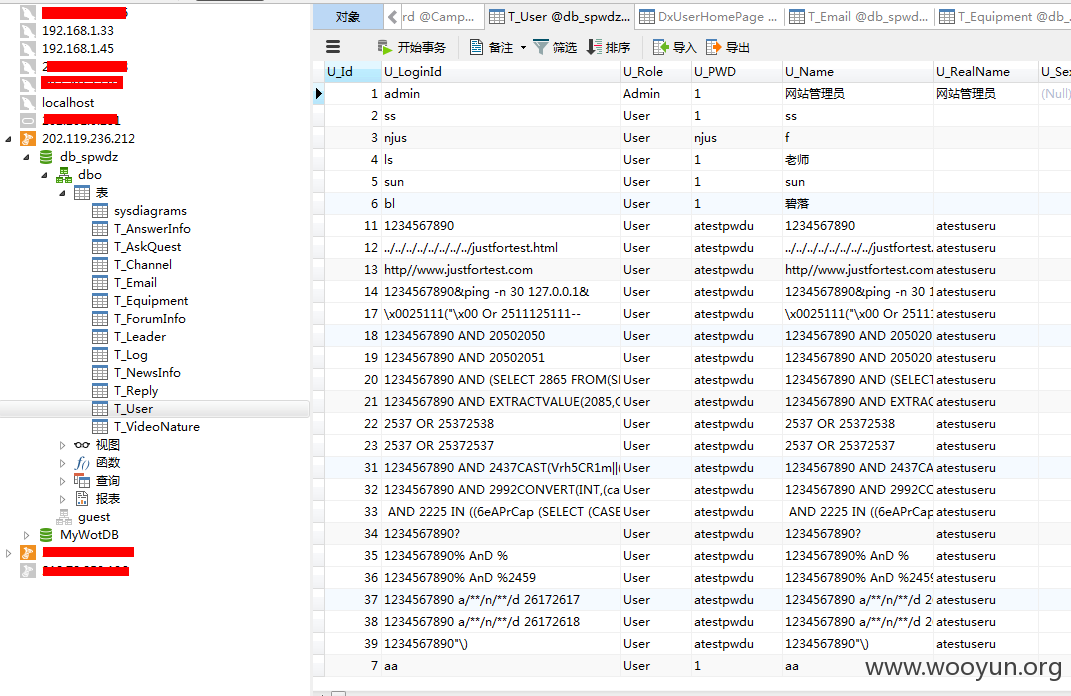 192.168.1.33
192.168.1.45
localhost
202.119.236.212
db_spwdz
dbo
表
sysdiagrams
T_AnswerInfo
T_AskQuest
T_Channel
T_Email
T_Equipment
T_ForumInfo
T_Leader
T_Log
T_NewsInfo
T_Reply
T_User
T_VideoNature
视图
函数
查询
报表
guest
MyWotDB
对象 rd @Camp... T_User @db_spwdz... DxUserHomePage ... T_Email @db_spwd... T_Equipment @db_
开始事务 备注 筛选 排序 导入 导出
U_Id U_LoginId U_Role U_PWD U_Name U_RealName U_Sex
1 admin Admin 1 网站管理员 网站管理员 (Null)
2 ss User 1 ss
3 njus User njus f
4 ls User 1 老师
5 sun User 1 sun
6 bl User 1 碧落
11 1234567890 User atestpwdu 1234567890 atestuseru
12 ../../../../../../../../justfortest.html User atestpwdu ../../../../../../../../justfortest. atestuseru
13 http//www.justfortest.com User atestpwdu http//www.justfortest.com atestuseru
14 1234567890&ping -n 30 127.0.0.1& User atestpwdu 1234567890&ping -n 30 1 atestuseru
17 \x0025111("\x00 Or 2511125111-- User atestpwdu \x0025111("\x00 Or 2511 atestuseru
18 1234567890 AND 20502050 User atestpwdu 1234567890 AND 205020 atestuseru
19 1234567890 AND 20502051 User atestpwdu 1234567890 AND 205020 atestuseru
20 1234567890 AND (SELECT 2865 FROM(SI User atestpwdu 1234567890 AND (SELECT atestuseru
21 1234567890 AND EXTRACTVALUE(2085,C User atestpwdu 1234567890 AND EXTRAC atestuseru
22 2537 OR 25372538 User atestpwdu 2537 OR 25372538 atestuseru
23 2537 OR 25372537 User atestpwdu 2537 OR 25372537 atestuseru
31 1234567890 AND 2437CAST(Vrh5CR1m||( User atestpwdu 1234567890 AND 2437CA atestuseru
32 1234567890 AND 2992CONVERT(INT,(ca User atestpwdu 1234567890 AND 2992CC atestuseru
33 AND 2225 IN ((6eAPrCap (SELECT (CASE User atestpwdu AND 2225 IN ((6eAPrCap atestuseru
34 1234567890? User atestpwdu 1234567890? atestuseru
35 1234567890% AnD % User atestpwdu 1234567890% AnD % atestuseru
36 1234567890% AnD %2459 User atestpwdu 1234567890% AnD %2459 atestuseru
37 1234567890 a/**/n/**/d 26172617 User atestpwdu 1234567890 a/**/n/**/d 2 atestuseru
38 1234567890 a/**/n/**/d 26172618 User atestpwdu 1234567890 a/**/n/**/d 2 atestuseru
39 1234567890"\) User atestpwdu 1234567890"\) atestuseru
7 aa User 1 aa
www.wooyun.org